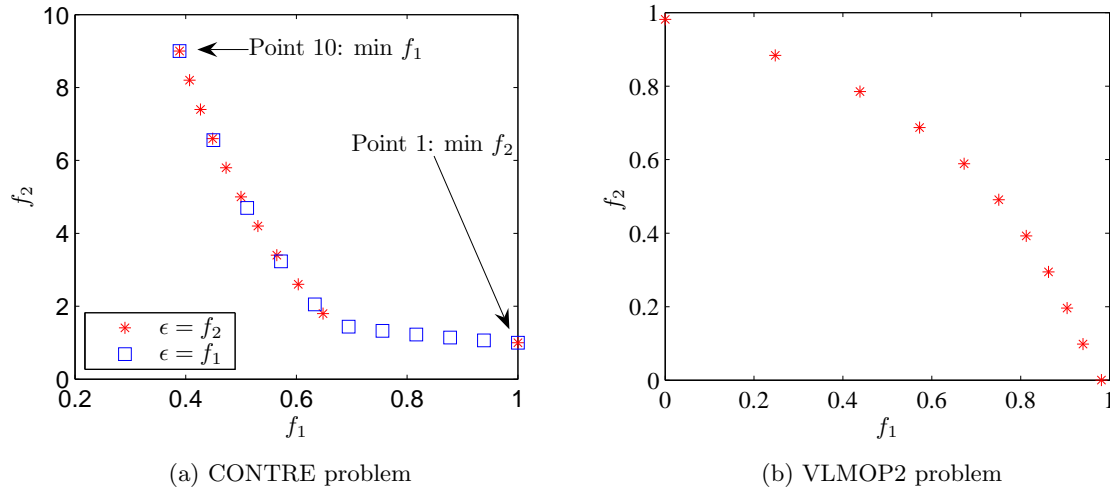 10
8
6
4
2
0
f₂
Point 10: min f₁
Point 1: min f₂
ϵ = f₂
ϵ = f₁
0.2
0.4
0.6
0.8
1
f₁
(a) CONTRE problem
1
0.8
0.6
0.4
0.2
0
f₂
0
0.2
0.4
0.6
0.8
1
f₁
(b) VLMOP2 problem